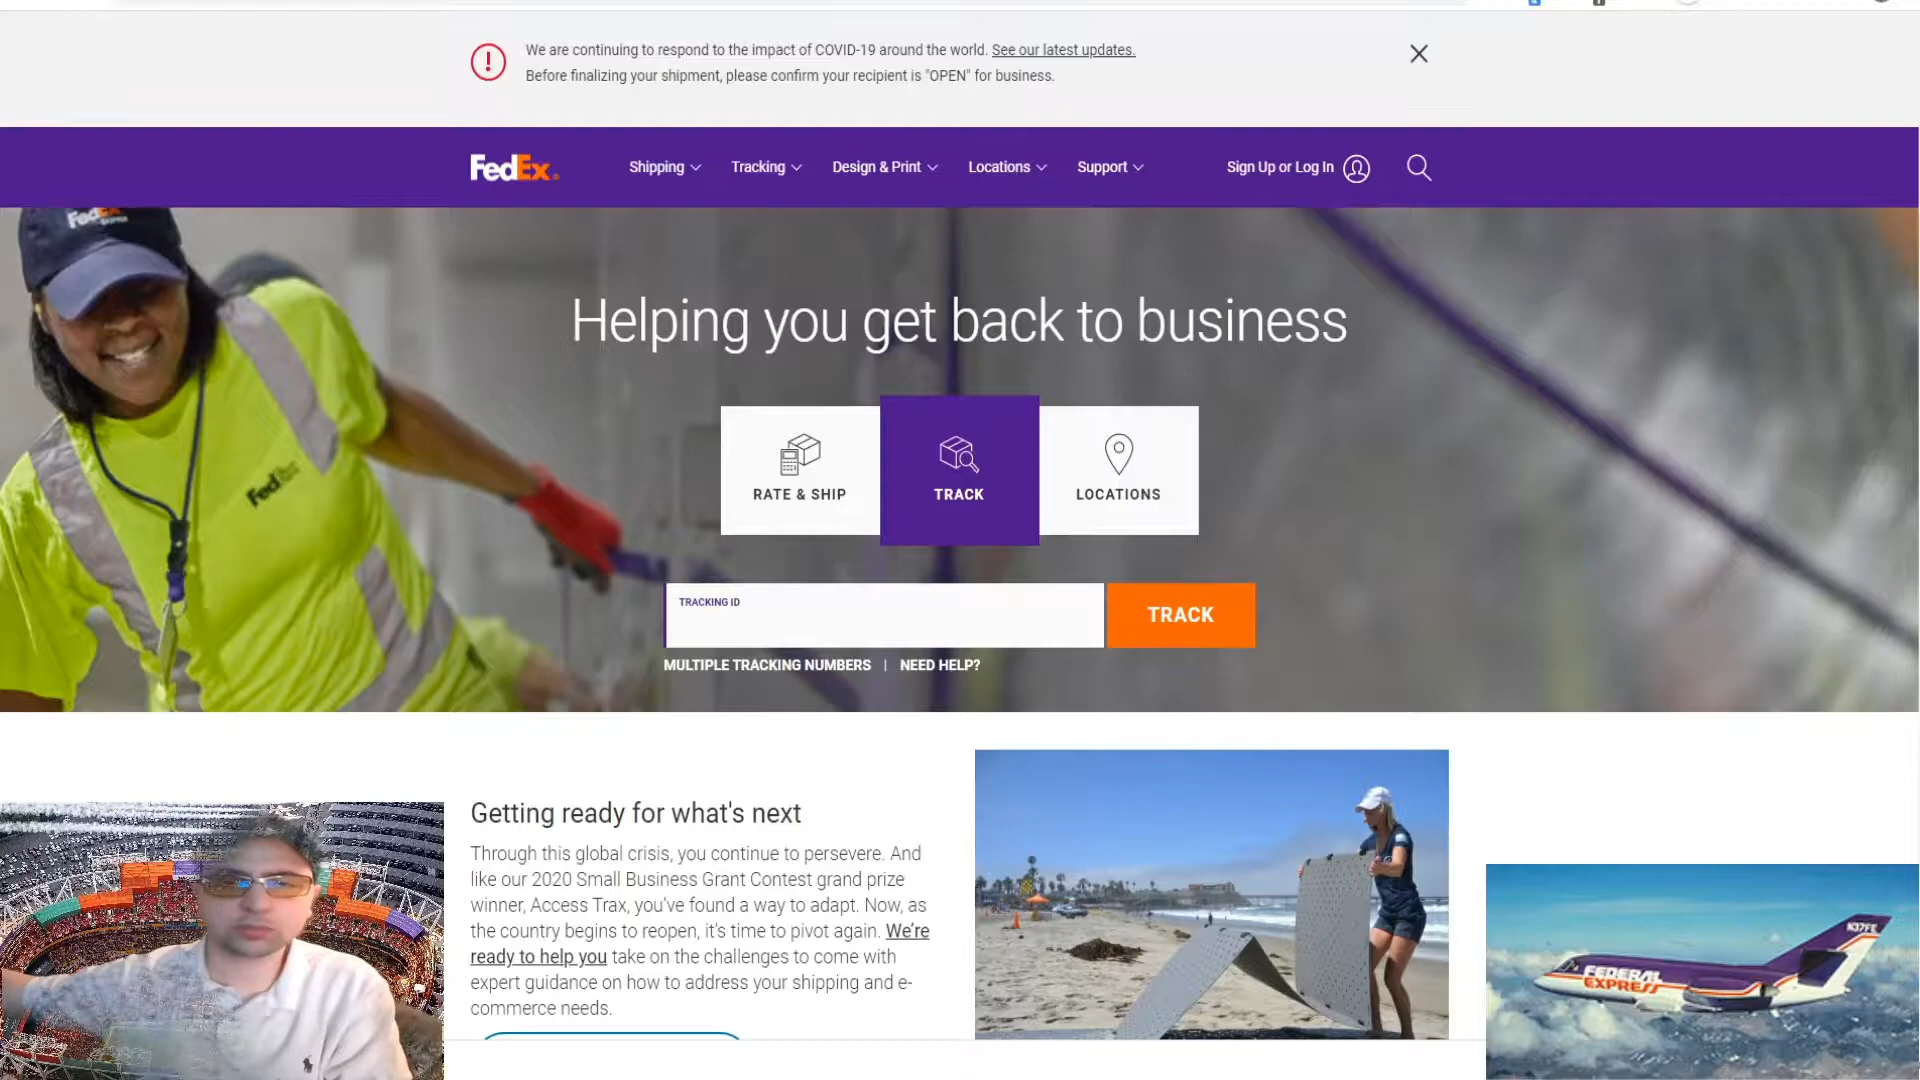 We are continuing to respond to the impact of COVID-19 around the world. See our latest updates.
Before finalizing your shipment, please confirm your recipient is "OPEN" for business.
FedEx.
Shipping
Tracking
Design & Print
Locations
Support
Sign Up or Log In
FedEx
Helping you get back to business
FedEx
RATE & SHIP
TRACK
LOCATIONS
TRACKING ID
TRACK
MULTIPLE TRACKING NUMBERS | NEED HELP?
Getting ready for what's next
Through this global crisis, you continue to persevere. And
like our 2020 Small Business Grant Contest grand prize
winner, Access Trax, you've found a way to adapt. Now, as
the country begins to reopen, it's time to pivot again. We're
ready to help you take on the challenges to come with
expert guidance on how to address your shipping and e-
commerce needs.
N37FE
FEDERAL
EXPRESS